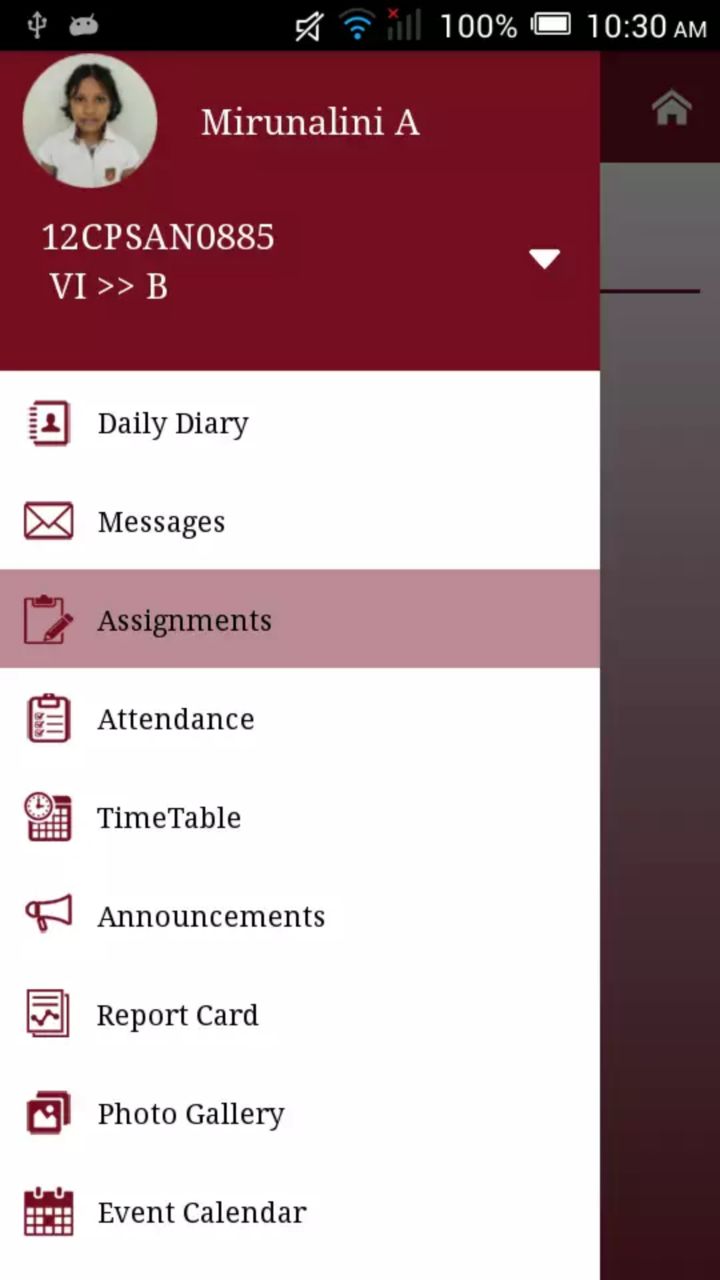 100% 10:30 AM
Mirunalini A
12CPSAN0885
VI >> B
Daily Diary
Messages
Assignments
Attendance
TimeTable
Announcements
Report Card
Photo Gallery
Event Calendar